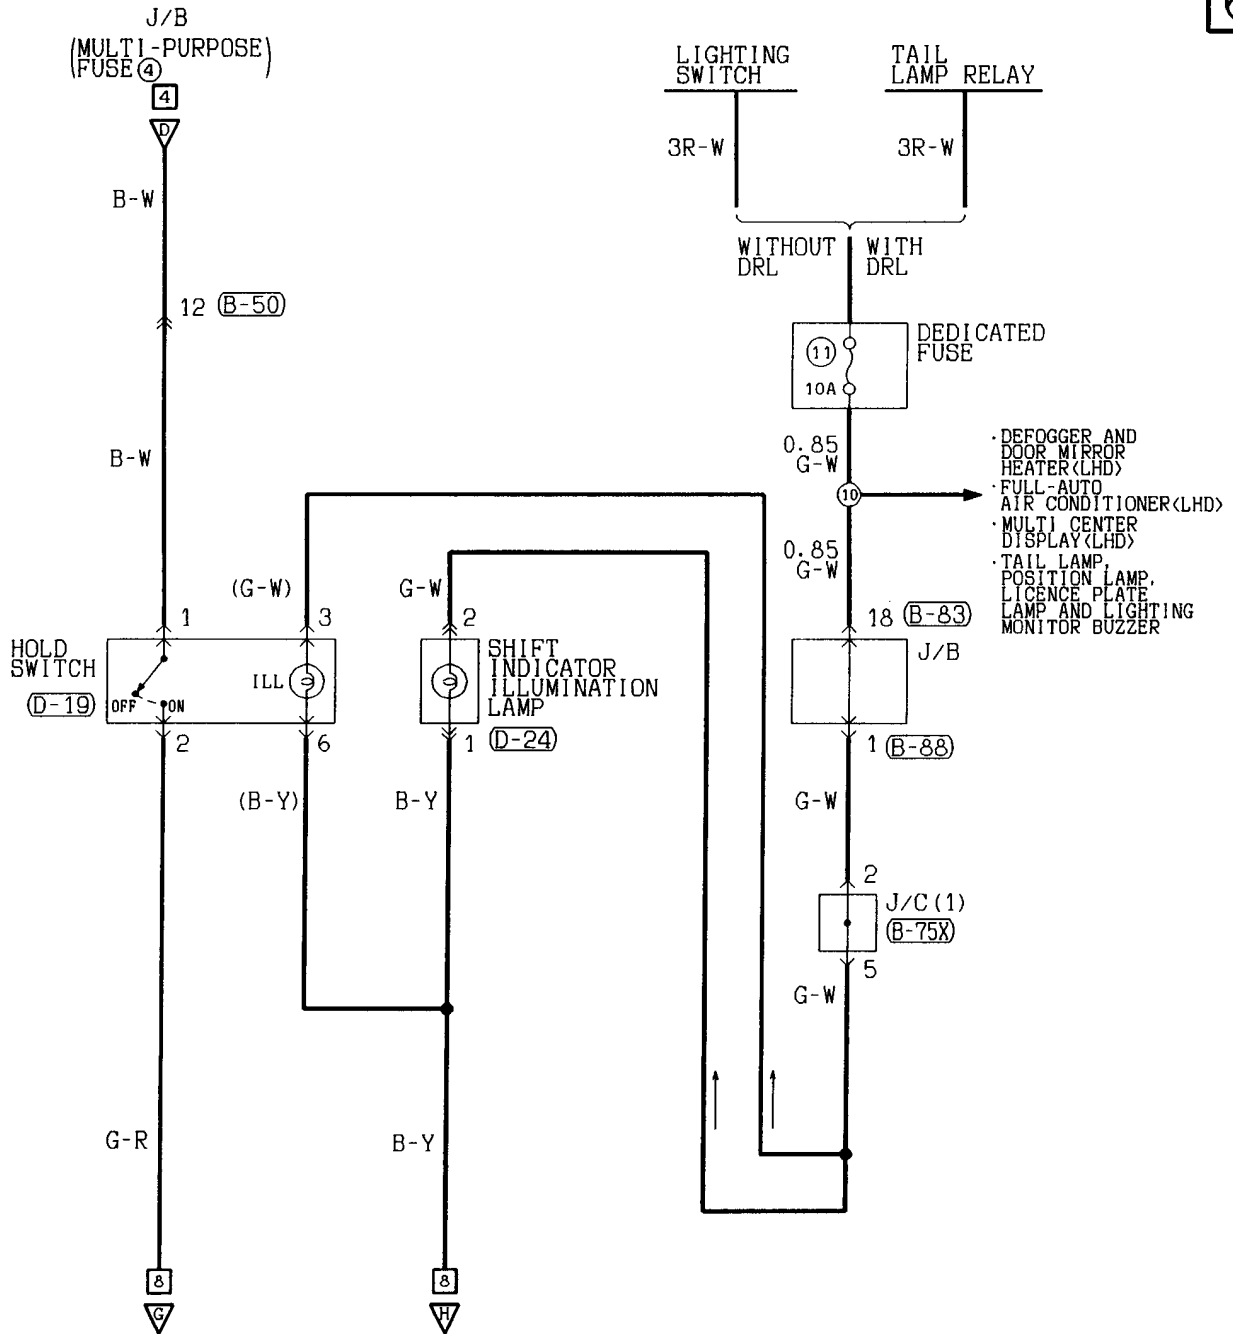 J/B
(MULTI-PURPOSE)
FUSE ④
4
D
B-W
12 B-50
B-W
LIGHTING
SWITCH
TAIL
LAMP RELAY
3R-W
3R-W
WITHOUT
DRL
WITH
DRL
DEDICATED
FUSE
11
10A
0.85
G-W
10
· DEFOGGER AND
DOOR MIRROR
HEATER<LHD>
· FULL-AUTO
AIR CONDITIONER<LHD>
· MULTI CENTER
DISPLAY<LHD>
· TAIL LAMP,
POSITION LAMP,
LICENCE PLATE
LAMP AND LIGHTING
MONITOR BUZZER
0.85
G-W
(G-W)
G-W
1
3
2
18 B-83
HOLD
SWITCH
D-19
OFF
ON
ILL
SHIFT
INDICATOR
ILLUMINATION
LAMP
J/B
2
6
1 D-24
1 B-88
(B-Y)
B-Y
G-W
2
J/C(1)
B-75X
5
G-W
G-R
B-Y
8
G
8
H